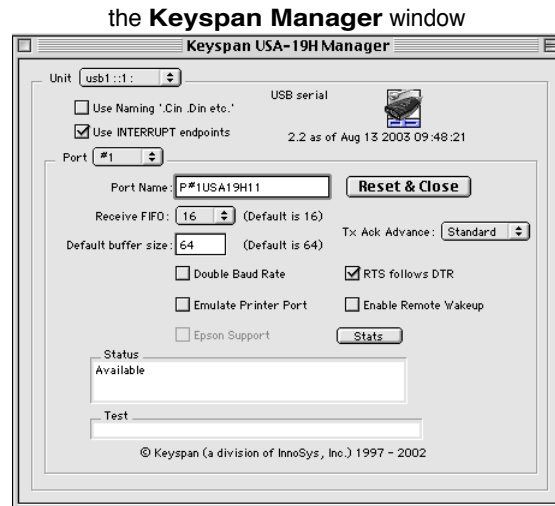 the Keyspan Manager window
Keyspan USA-19H Manager
Unit usb1 ::1 :
USB serial
Use Naming '.Cin .Din etc.'
Use INTERRUPT endpoints
2.2 as of Aug 13 2003 09:48:21
Port #1
Port Name: P#1USA19H11
Reset & Close
Receive FIFO: 16 (Default is 16)
Tx Ack Advance: Standard
Default buffer size: 64 (Default is 64)
Double Baud Rate
RTS follows DTR
Emulate Printer Port
Enable Remote Wakeup
Epson Support
Stats
Status
Available
Test
© Keyspan (a division of InnoSys, Inc.) 1997 - 2002